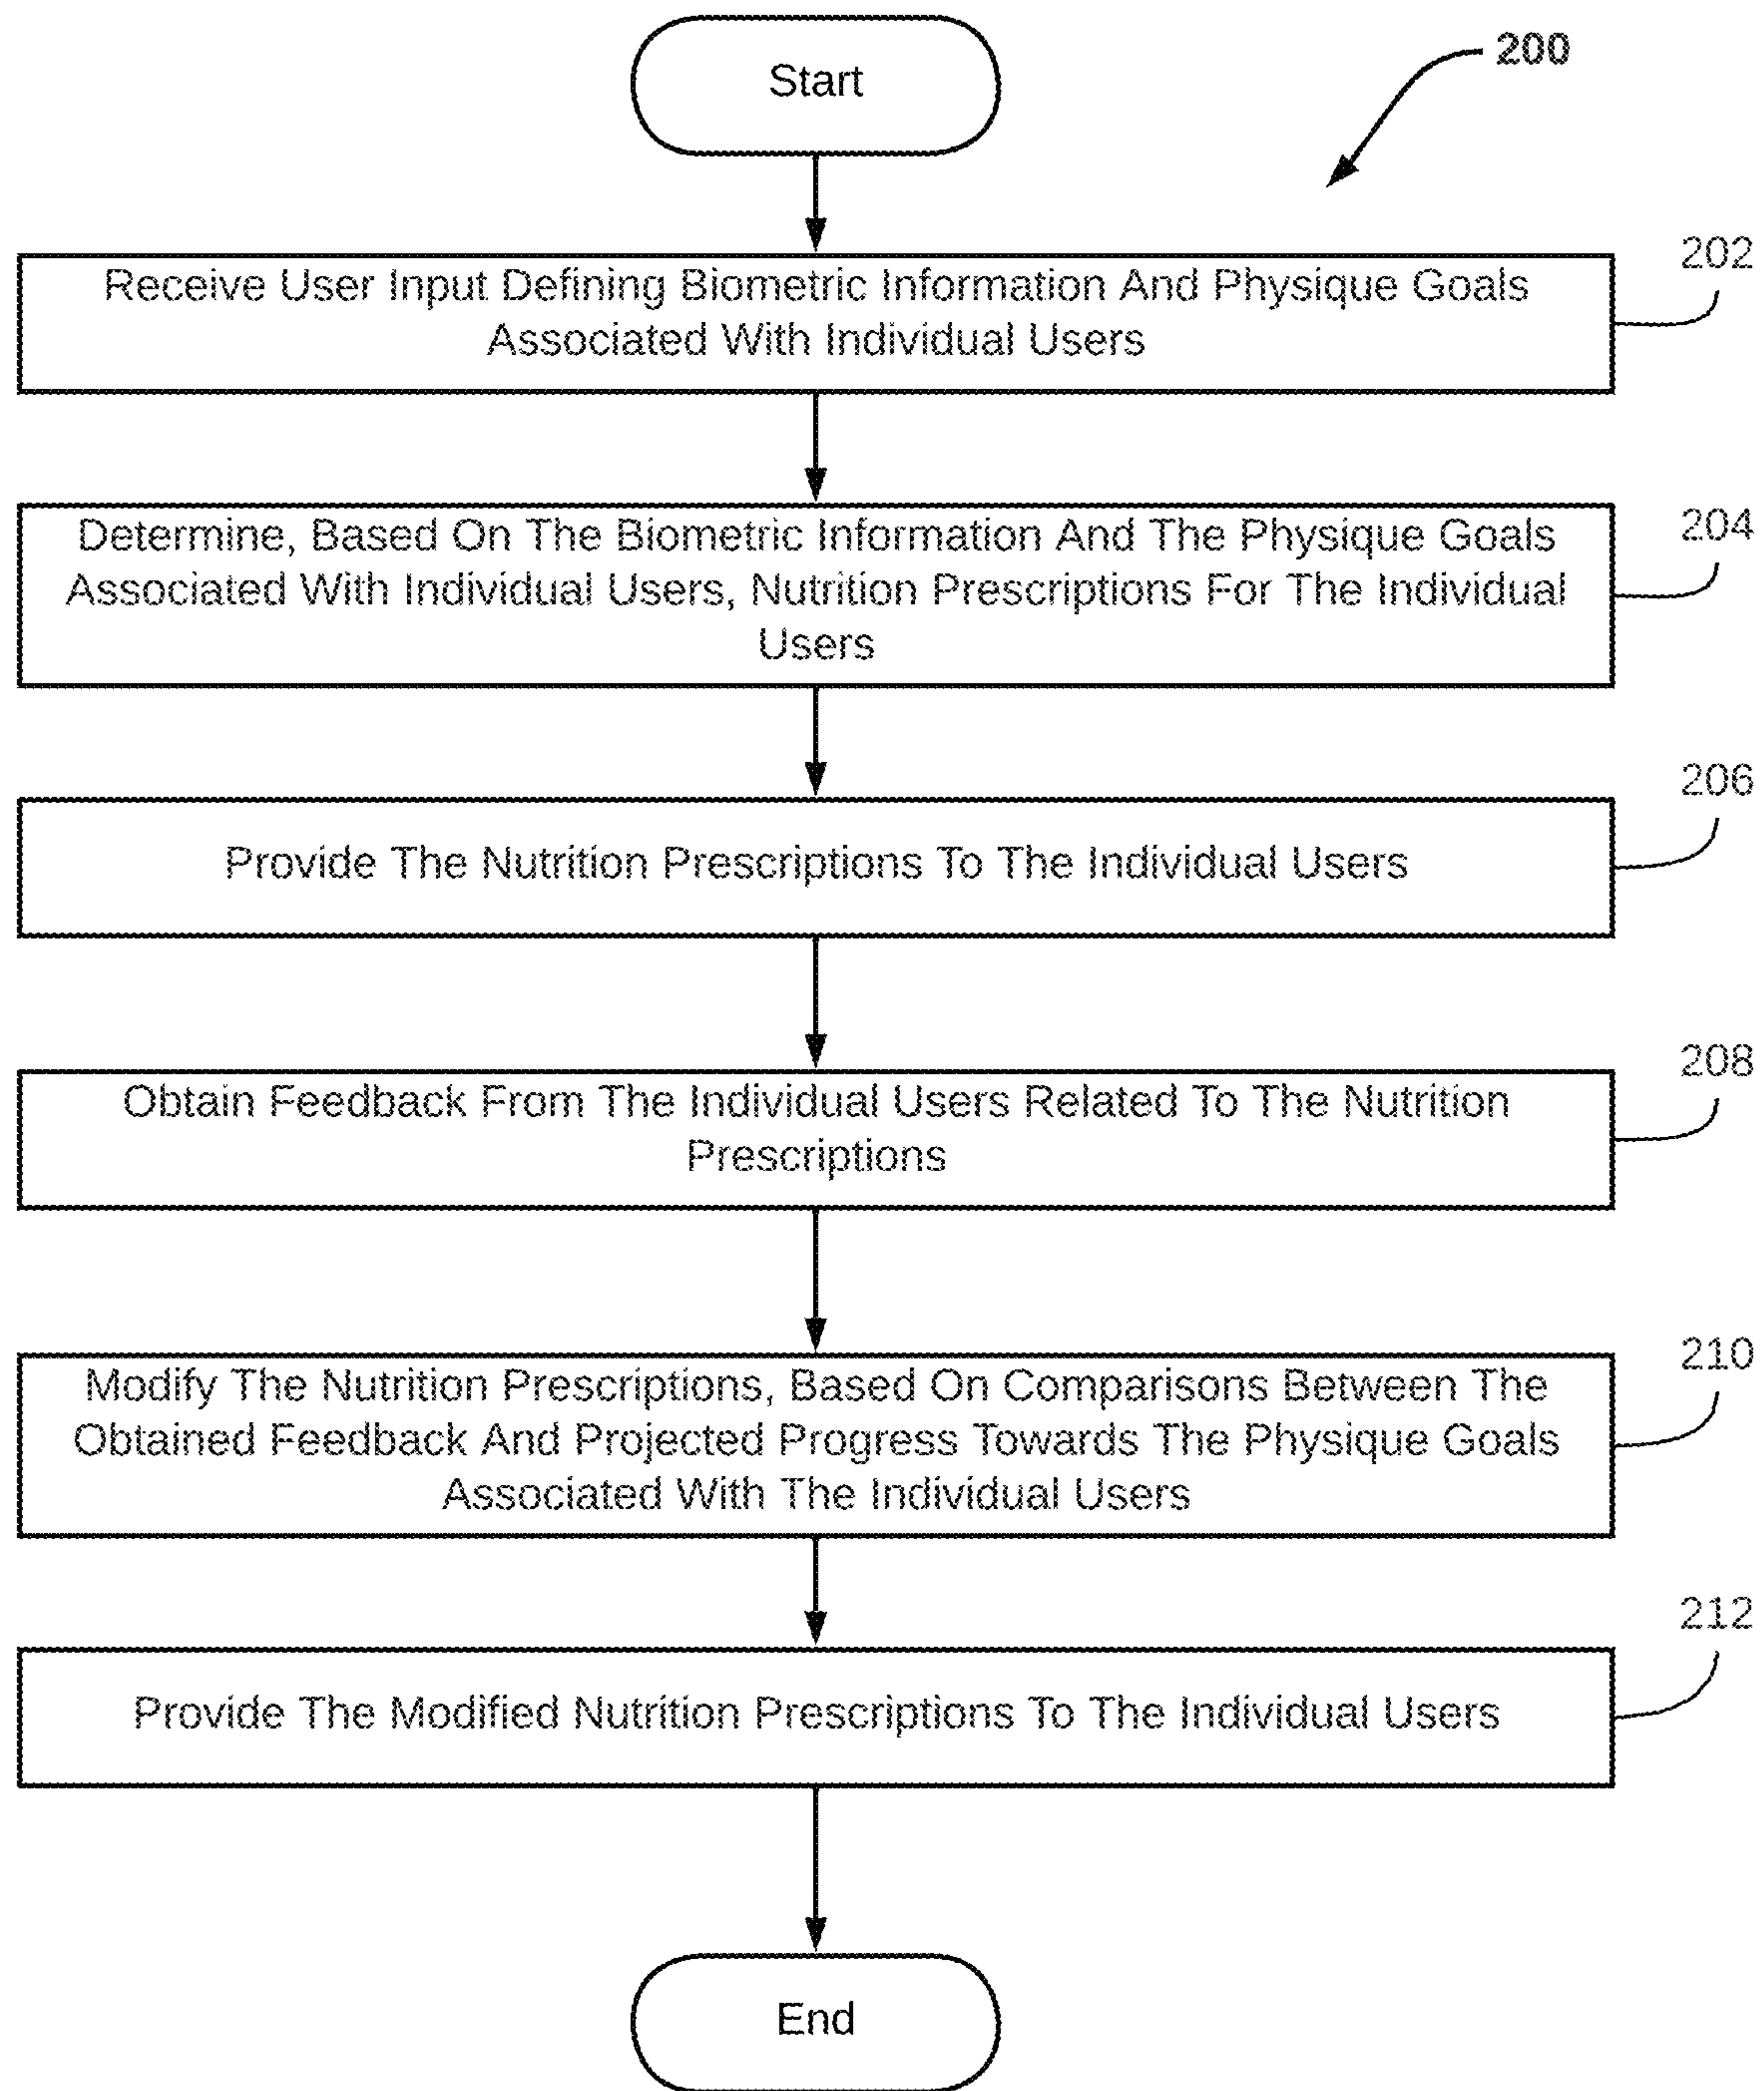 Start
200
Receive User Input Defining Biometric Information And Physique Goals
Associated With Individual Users
202
Determine, Based On The Biometric Information And The Physique Goals
Associated With Individual Users, Nutrition Prescriptions For The Individual
Users
204
Provide The Nutrition Prescriptions To The Individual Users
206
Obtain Feedback From The Individual Users Related To The Nutrition
Prescriptions
208
Modify The Nutrition Prescriptions, Based On Comparisons Between The
Obtained Feedback And Projected Progress Towards The Physique Goals
Associated With The Individual Users
210
Provide The Modified Nutrition Prescriptions To The Individual Users
212
End